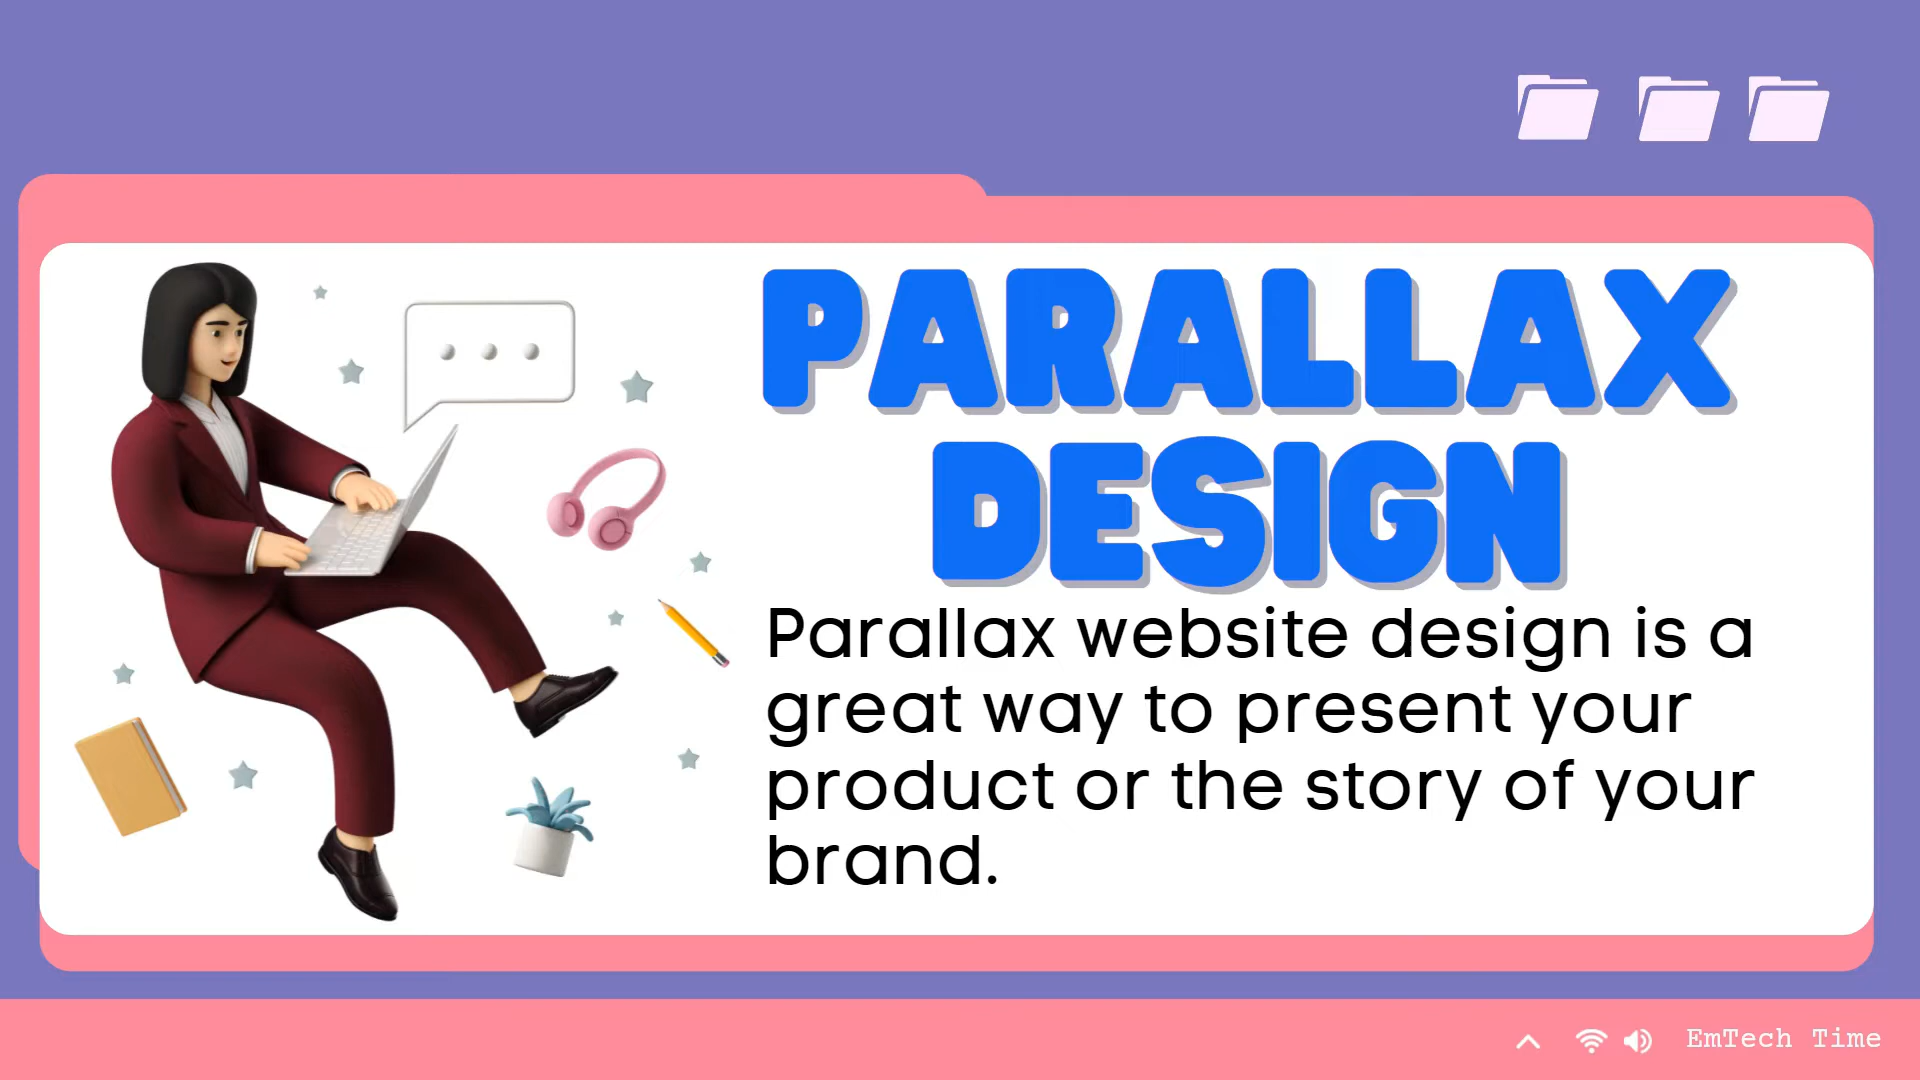 PARALLAX
DESIGN
Parallax website design is a
great way to present your
product or the story of your
brand.
EmTech Time